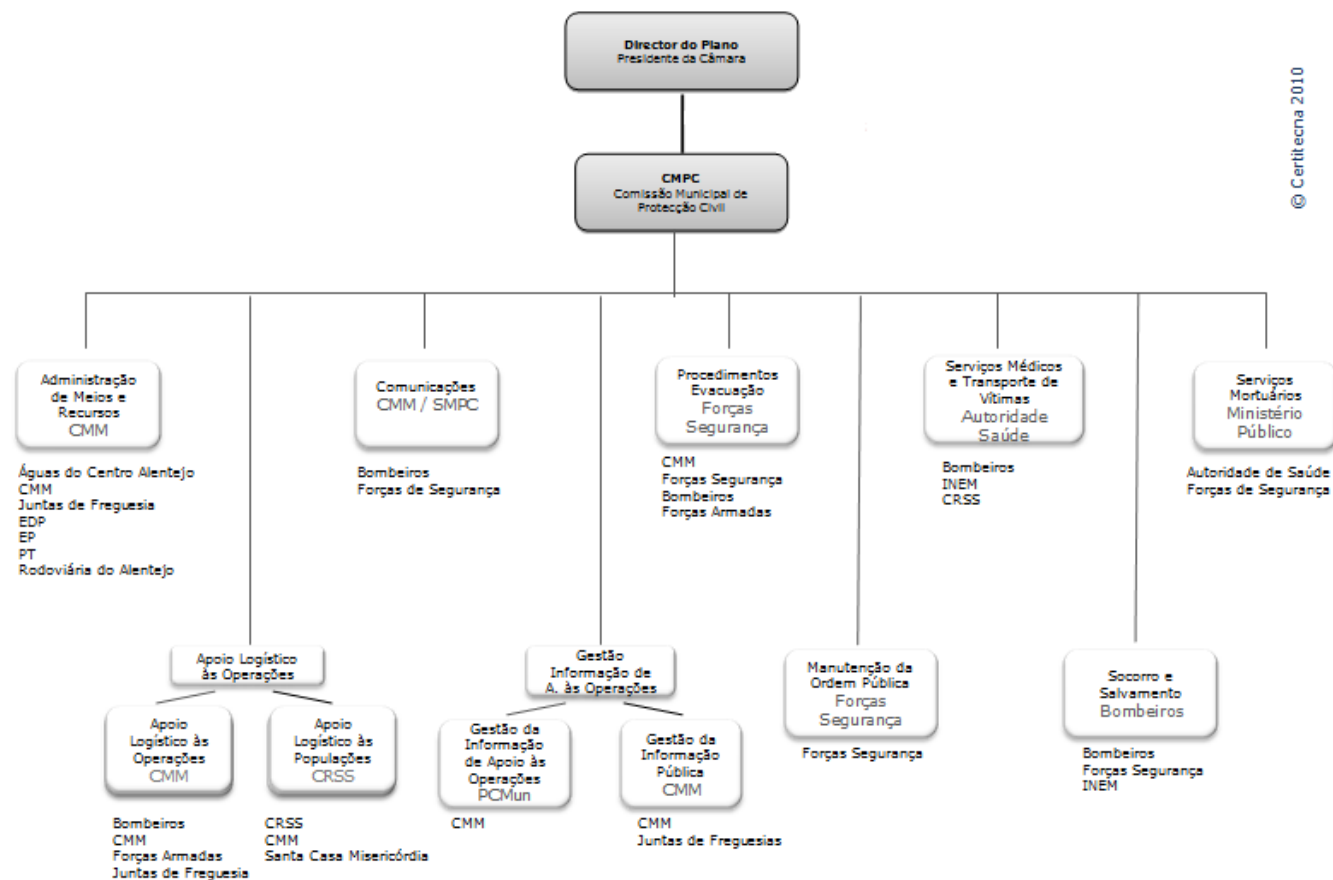 Director do Plano
Presidente da Câmara
© Certitecna 2010
CMPC
Comissão Municipal de
Protecção Civil
Administração
de Meios e
Recursos
CMM
Águas do Centro Alentejo
CMM
Juntas de Freguesia
EDP
EP
PT
Rodoviária do Alentejo
Comunicações
CMM / SMPC
Bombeiros
Forças de Segurança
Procedimentos
Evacuação
Forças
Segurança
CMM
Forças Segurança
Bombeiros
Forças Armadas
Serviços Médicos
e Transporte de
Vítimas
Autoridade
Saúde
Bombeiros
INEM
CRSS
Serviços
Mortuários
Ministério
Público
Autoridade de Saúde
Forças de Segurança
Apoio Logístico
às Operações
Apoio
Logístico às
Operações
CMM
Bombeiros
CMM
Forças Armadas
Juntas de Freguesia
Apoio
Logístico às
Populações
CRSS
CRSS
CMM
Santa Casa Misericórdia
Gestão
Informação de
A. às Operações
Gestão da
Informação
de Apoio às
Operações
PCMun
CMM
Gestão da
Informação
Pública
CMM
CMM
Juntas de Freguesias
Manutenção da
Ordem Pública
Forças
Segurança
Forças Segurança
Socorro e
Salvamento
Bombeiros
Bombeiros
Forças Segurança
INEM